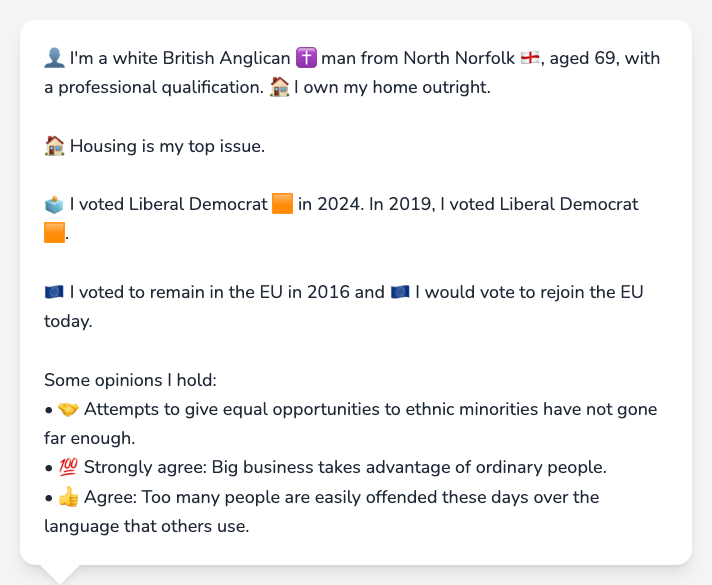 👤 I'm a white British Anglican ✝️ man from North Norfolk 🏴󠁧󠁢󠁥󠁮󠁧󠁿, aged 69, with
a professional qualification. 🏠 I own my home outright.
🏠 Housing is my top issue.
🗳️ I voted Liberal Democrat 🟧 in 2024. In 2019, I voted Liberal Democrat
🟧.
🇪🇺 I voted to remain in the EU in 2016 and 🇪🇺 I would vote to rejoin the EU
today.
Some opinions I hold:
• 🤝 Attempts to give equal opportunities to ethnic minorities have not gone
far enough.
• 💯 Strongly agree: Big business takes advantage of ordinary people.
• 👍 Agree: Too many people are easily offended these days over the
language that others use.